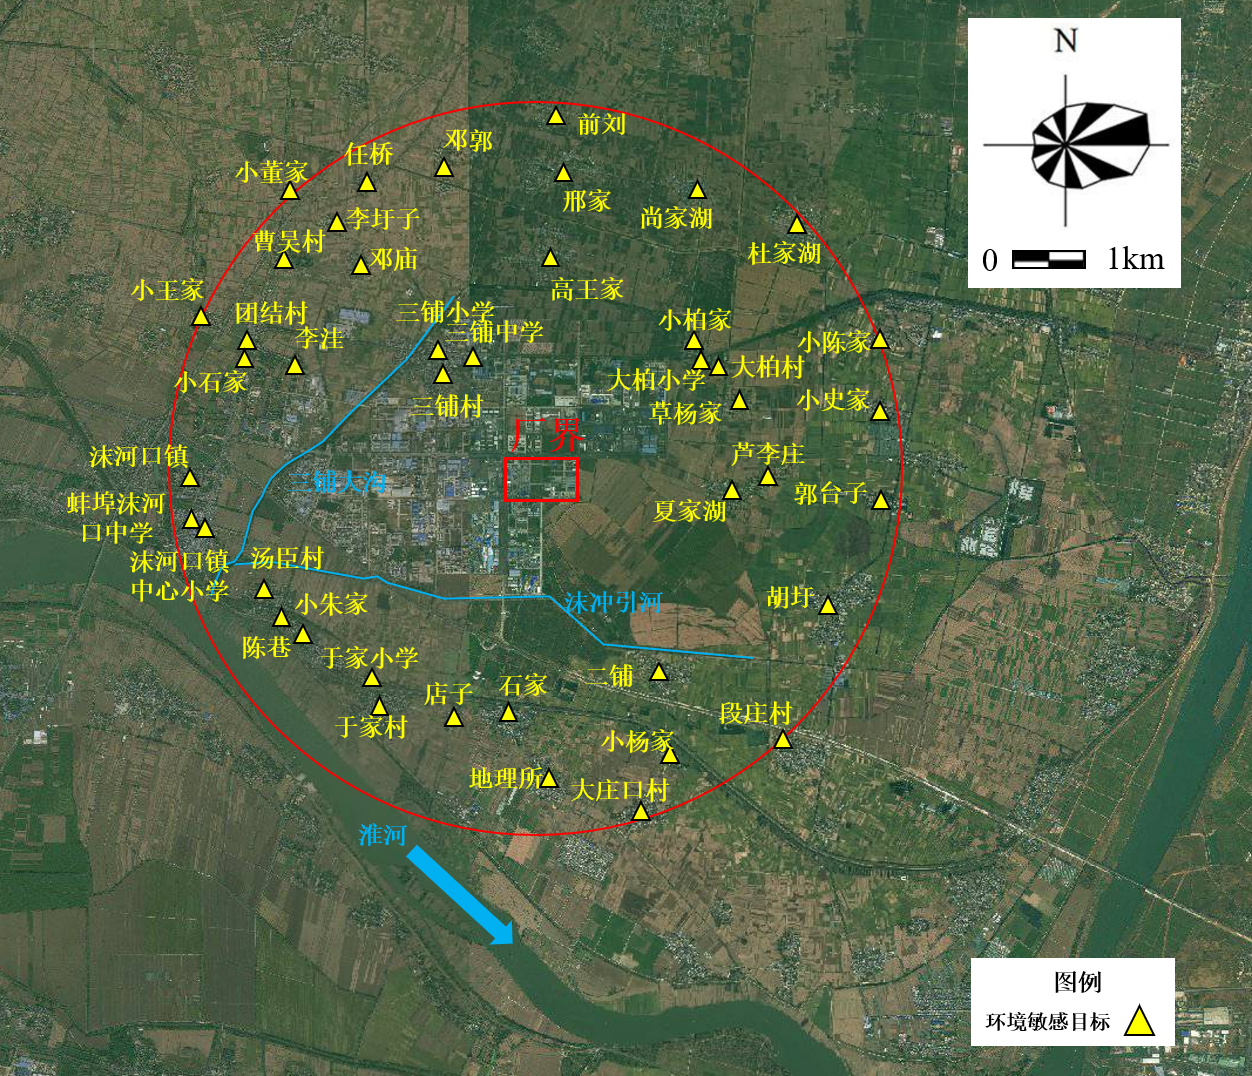 N
0 1km
前刘
邓郭
任桥
小董家
邢家
尚家湖
李圩子
曹吴村
邓庙
杜家湖
高王家
小王家
团结村
三铺小学
三铺中学
李洼
小柏家
小陈家
小石家
大柏小学
大柏村
三铺村
草杨家
小史家
厂界
沫河口镇
芦李庄
三铺大沟
郭台子
夏家湖
蚌埠沫河
口中学
沫河口镇
中心小学
汤臣村
小朱家
沫冲引河
胡圩
陈巷
于家小学
二铺
店子
石家
于家村
段庄村
小杨家
地理所
大庄口村
淮河
图例
环境敏感目标